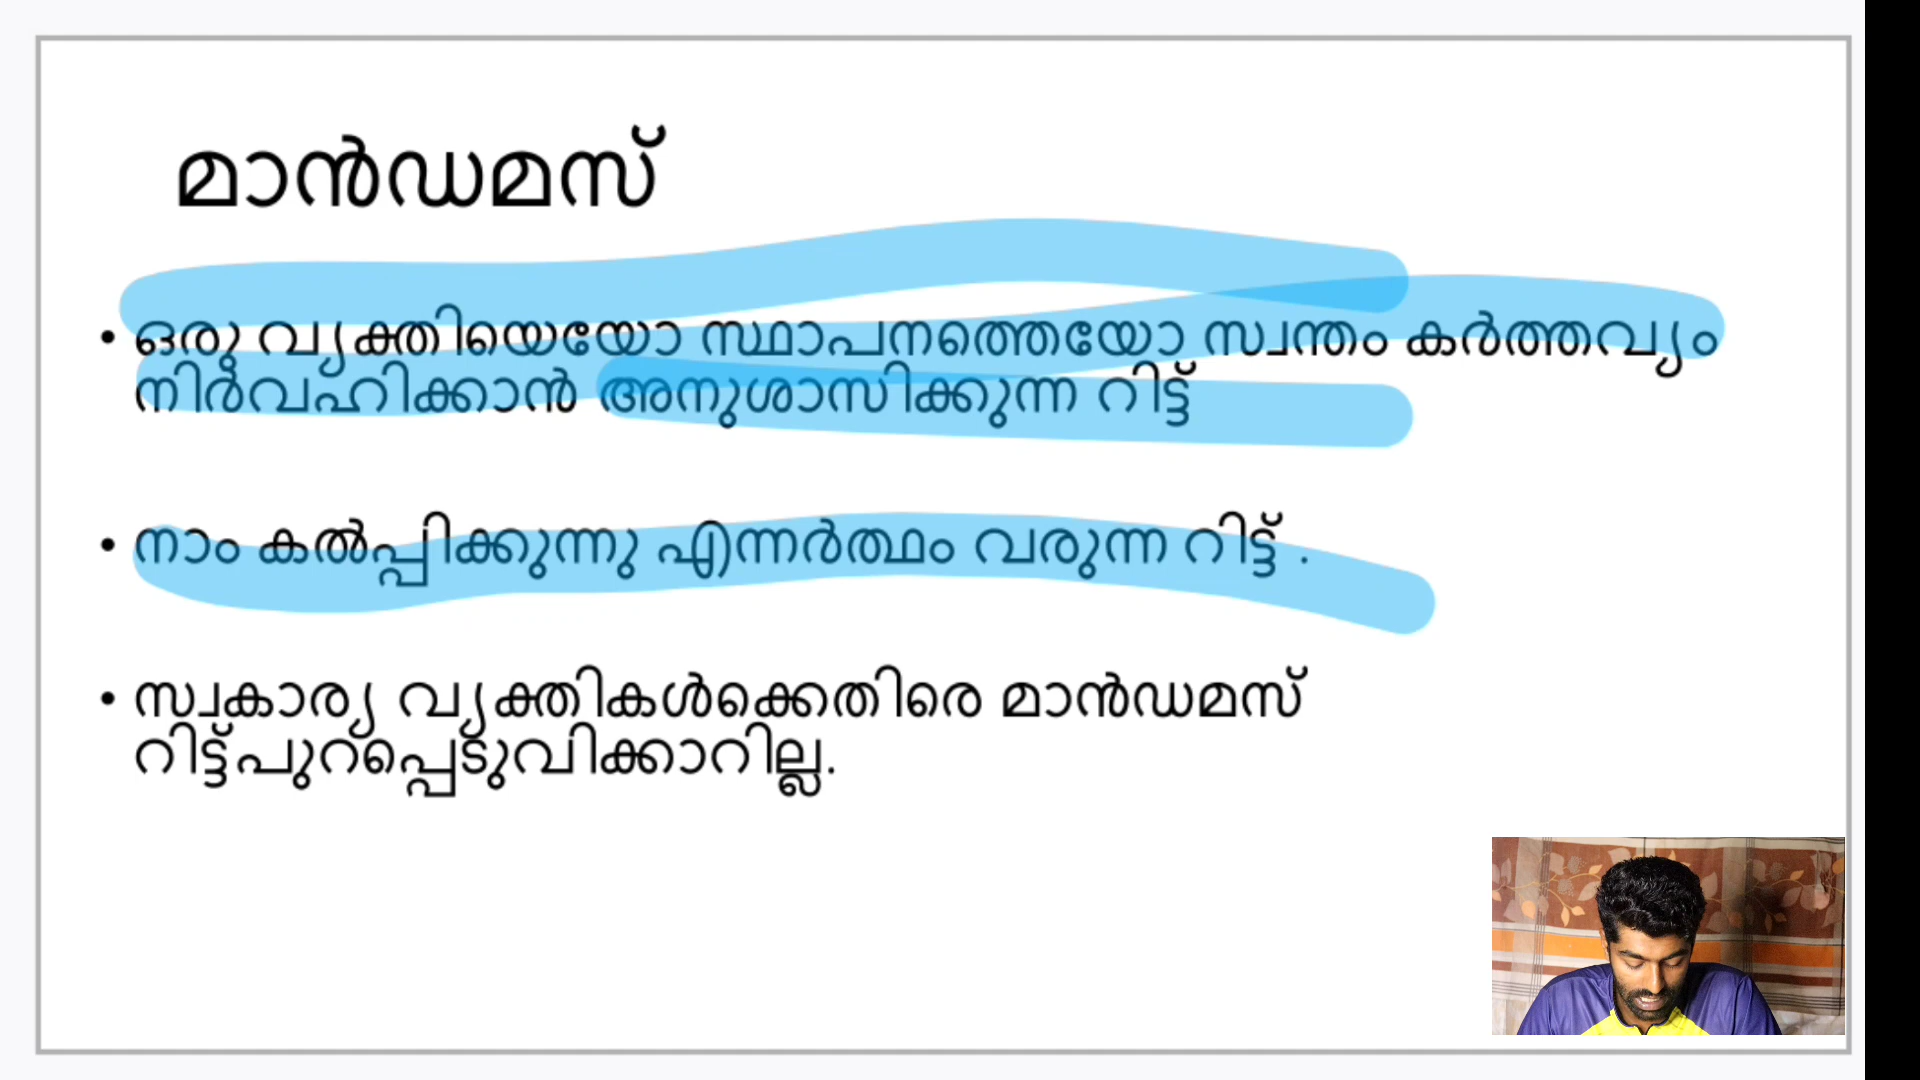 മാൻഡമസ്
• ഒരു വ്യക്തിയെയോ സ്ഥാപനത്തെയോ സ്വന്തം കർത്തവ്യം
നിർവഹിക്കാൻ അനുശാസിക്കുന്ന റിട്ട്
• നാം കൽപ്പിക്കുന്നു എന്നർത്ഥം വരുന്ന റിട്ട് .
• സ്വകാര്യ വ്യക്തികൾക്കെതിരെ മാൻഡമസ്
റിട്ട്പുറപ്പെടുവിക്കാറില്ല.